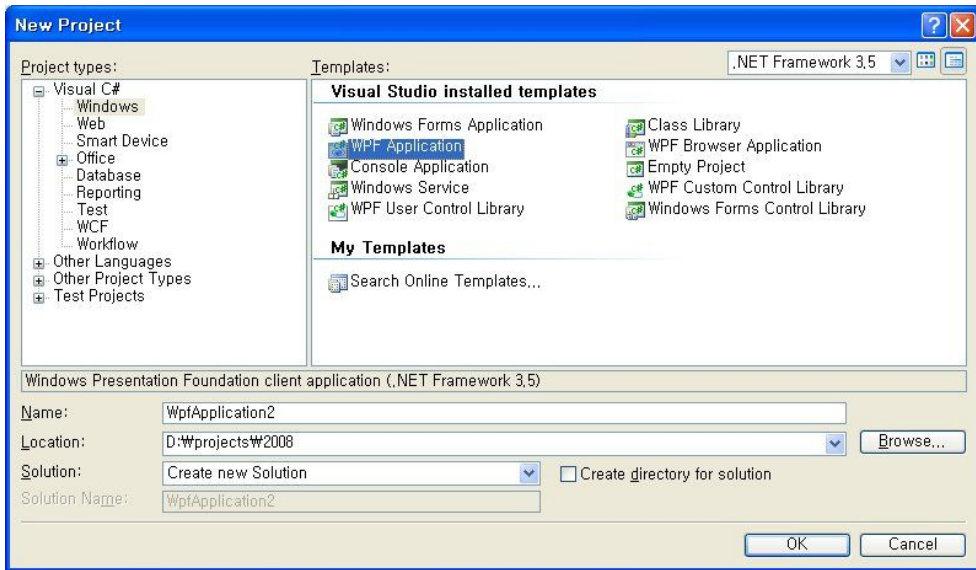 New Project
Project types:
Templates:
.NET Framework 3.5
Visual C#
Windows
Web
Smart Device
Office
Database
Reporting
Test
WCF
Workflow
Other Languages
Other Project Types
Test Projects
Visual Studio installed templates
Windows Forms Application
WPF Application
Console Application
Windows Service
WPF User Control Library
Class Library
WPF Browser Application
Empty Project
WPF Custom Control Library
Windows Forms Control Library
My Templates
Search Online Templates...
Windows Presentation Foundation client application (.NET Framework 3.5)
Name: WpfApplication2
Location: D:₩projects₩2008 Browse...
Solution: Create new Solution Create directory for solution
Solution Name: WpfApplication2
OK Cancel